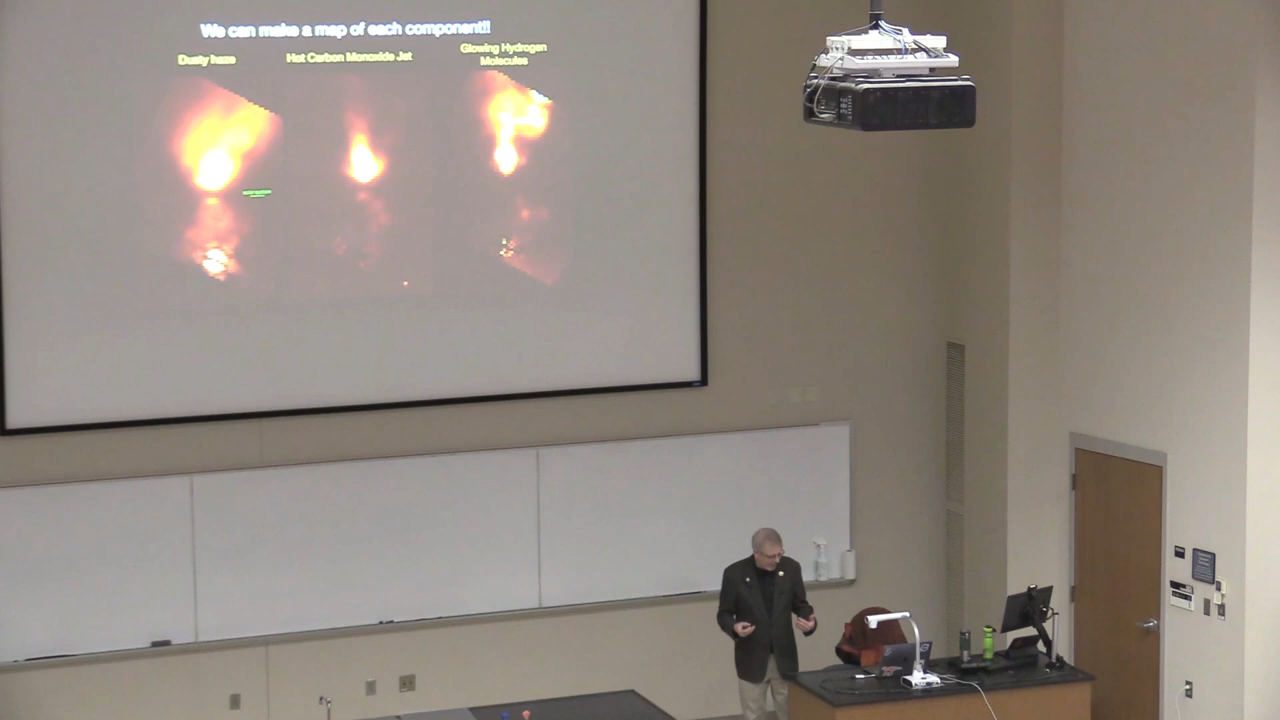 We can make a map of each component!!
Dusty haze
Hot Carbon Monoxide Jet
Glowing Hydrogen
Molecules